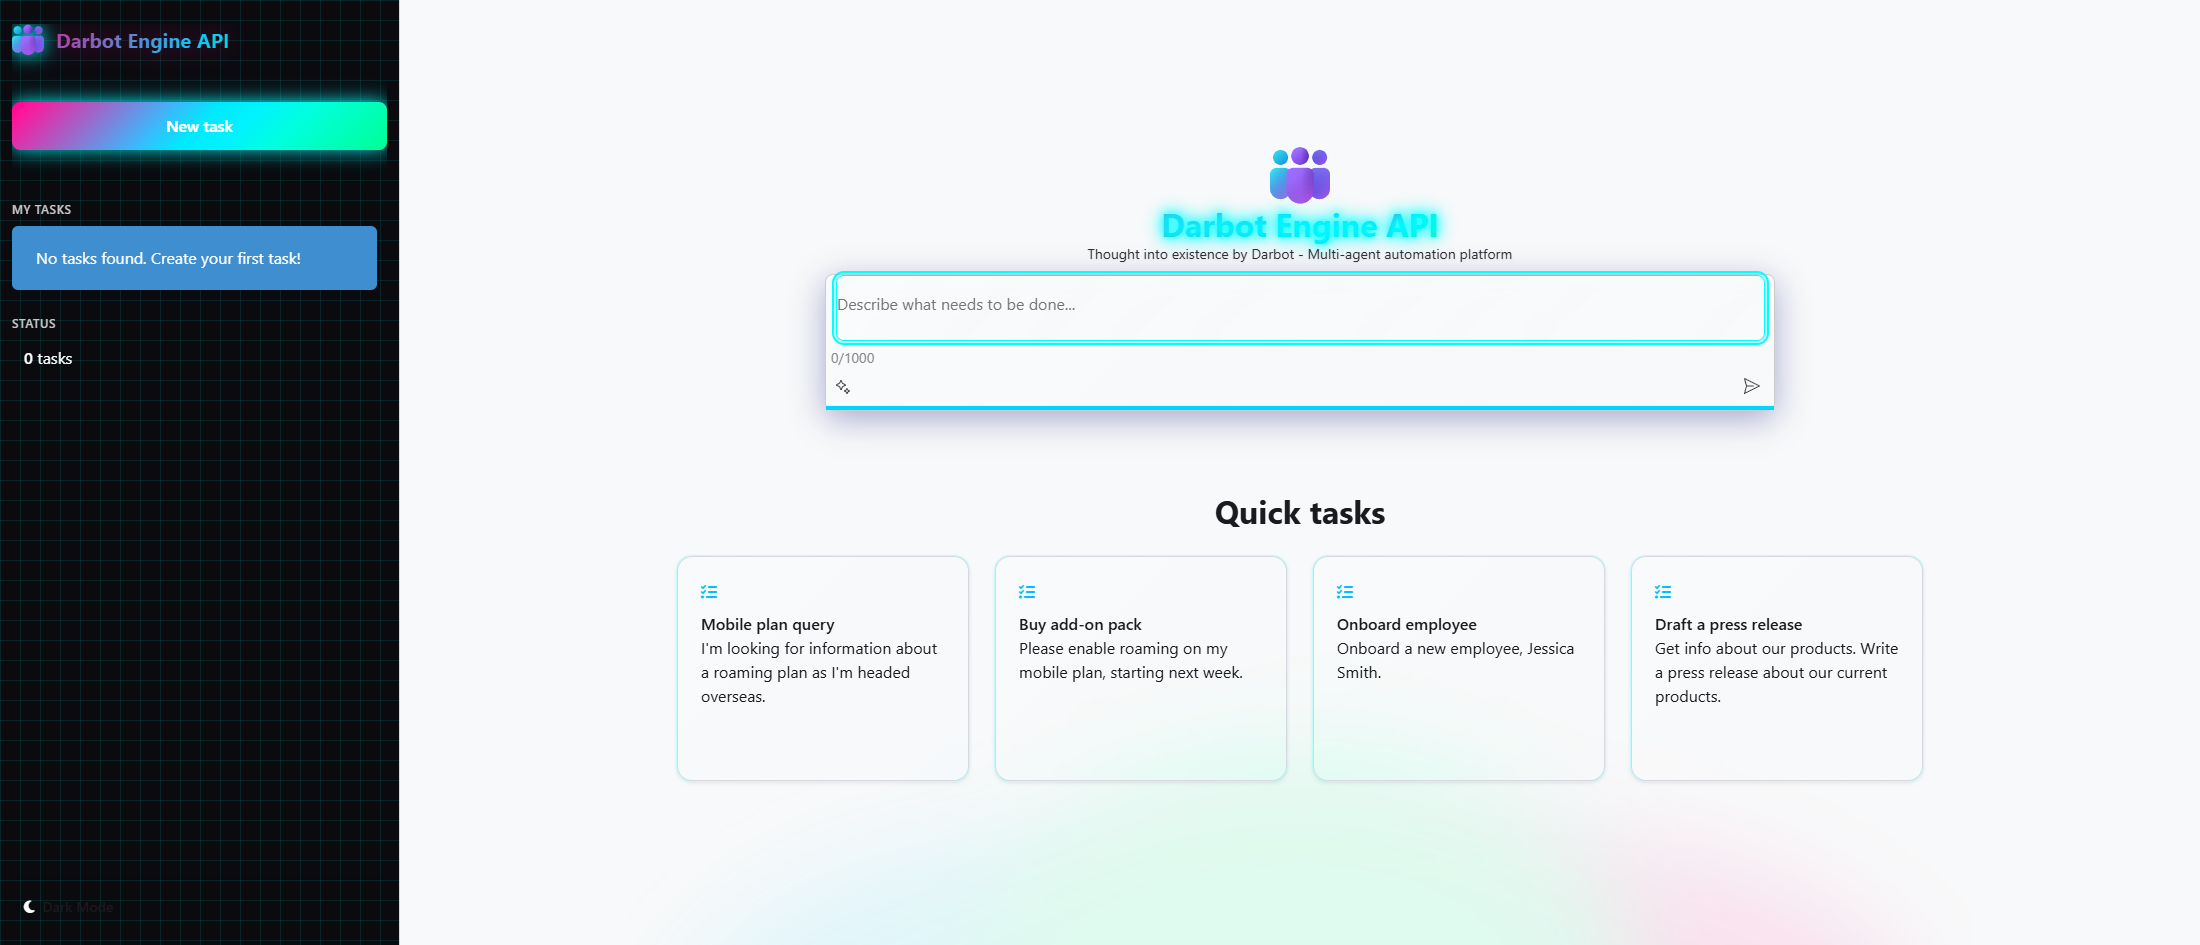 Darbot Engine API
New task
MY TASKS
No tasks found. Create your first task!
STATUS
0 tasks
Dark Mode
Darbot Engine API
Thought into existence by Darbot - Multi-agent automation platform
Describe what needs to be done...
0/1000
Quick tasks
Mobile plan query
I'm looking for information about
a roaming plan as I'm headed
overseas.
Buy add-on pack
Please enable roaming on my
mobile plan, starting next week.
Onboard employee
Onboard a new employee, Jessica
Smith.
Draft a press release
Get info about our products. Write
a press release about our current
products.